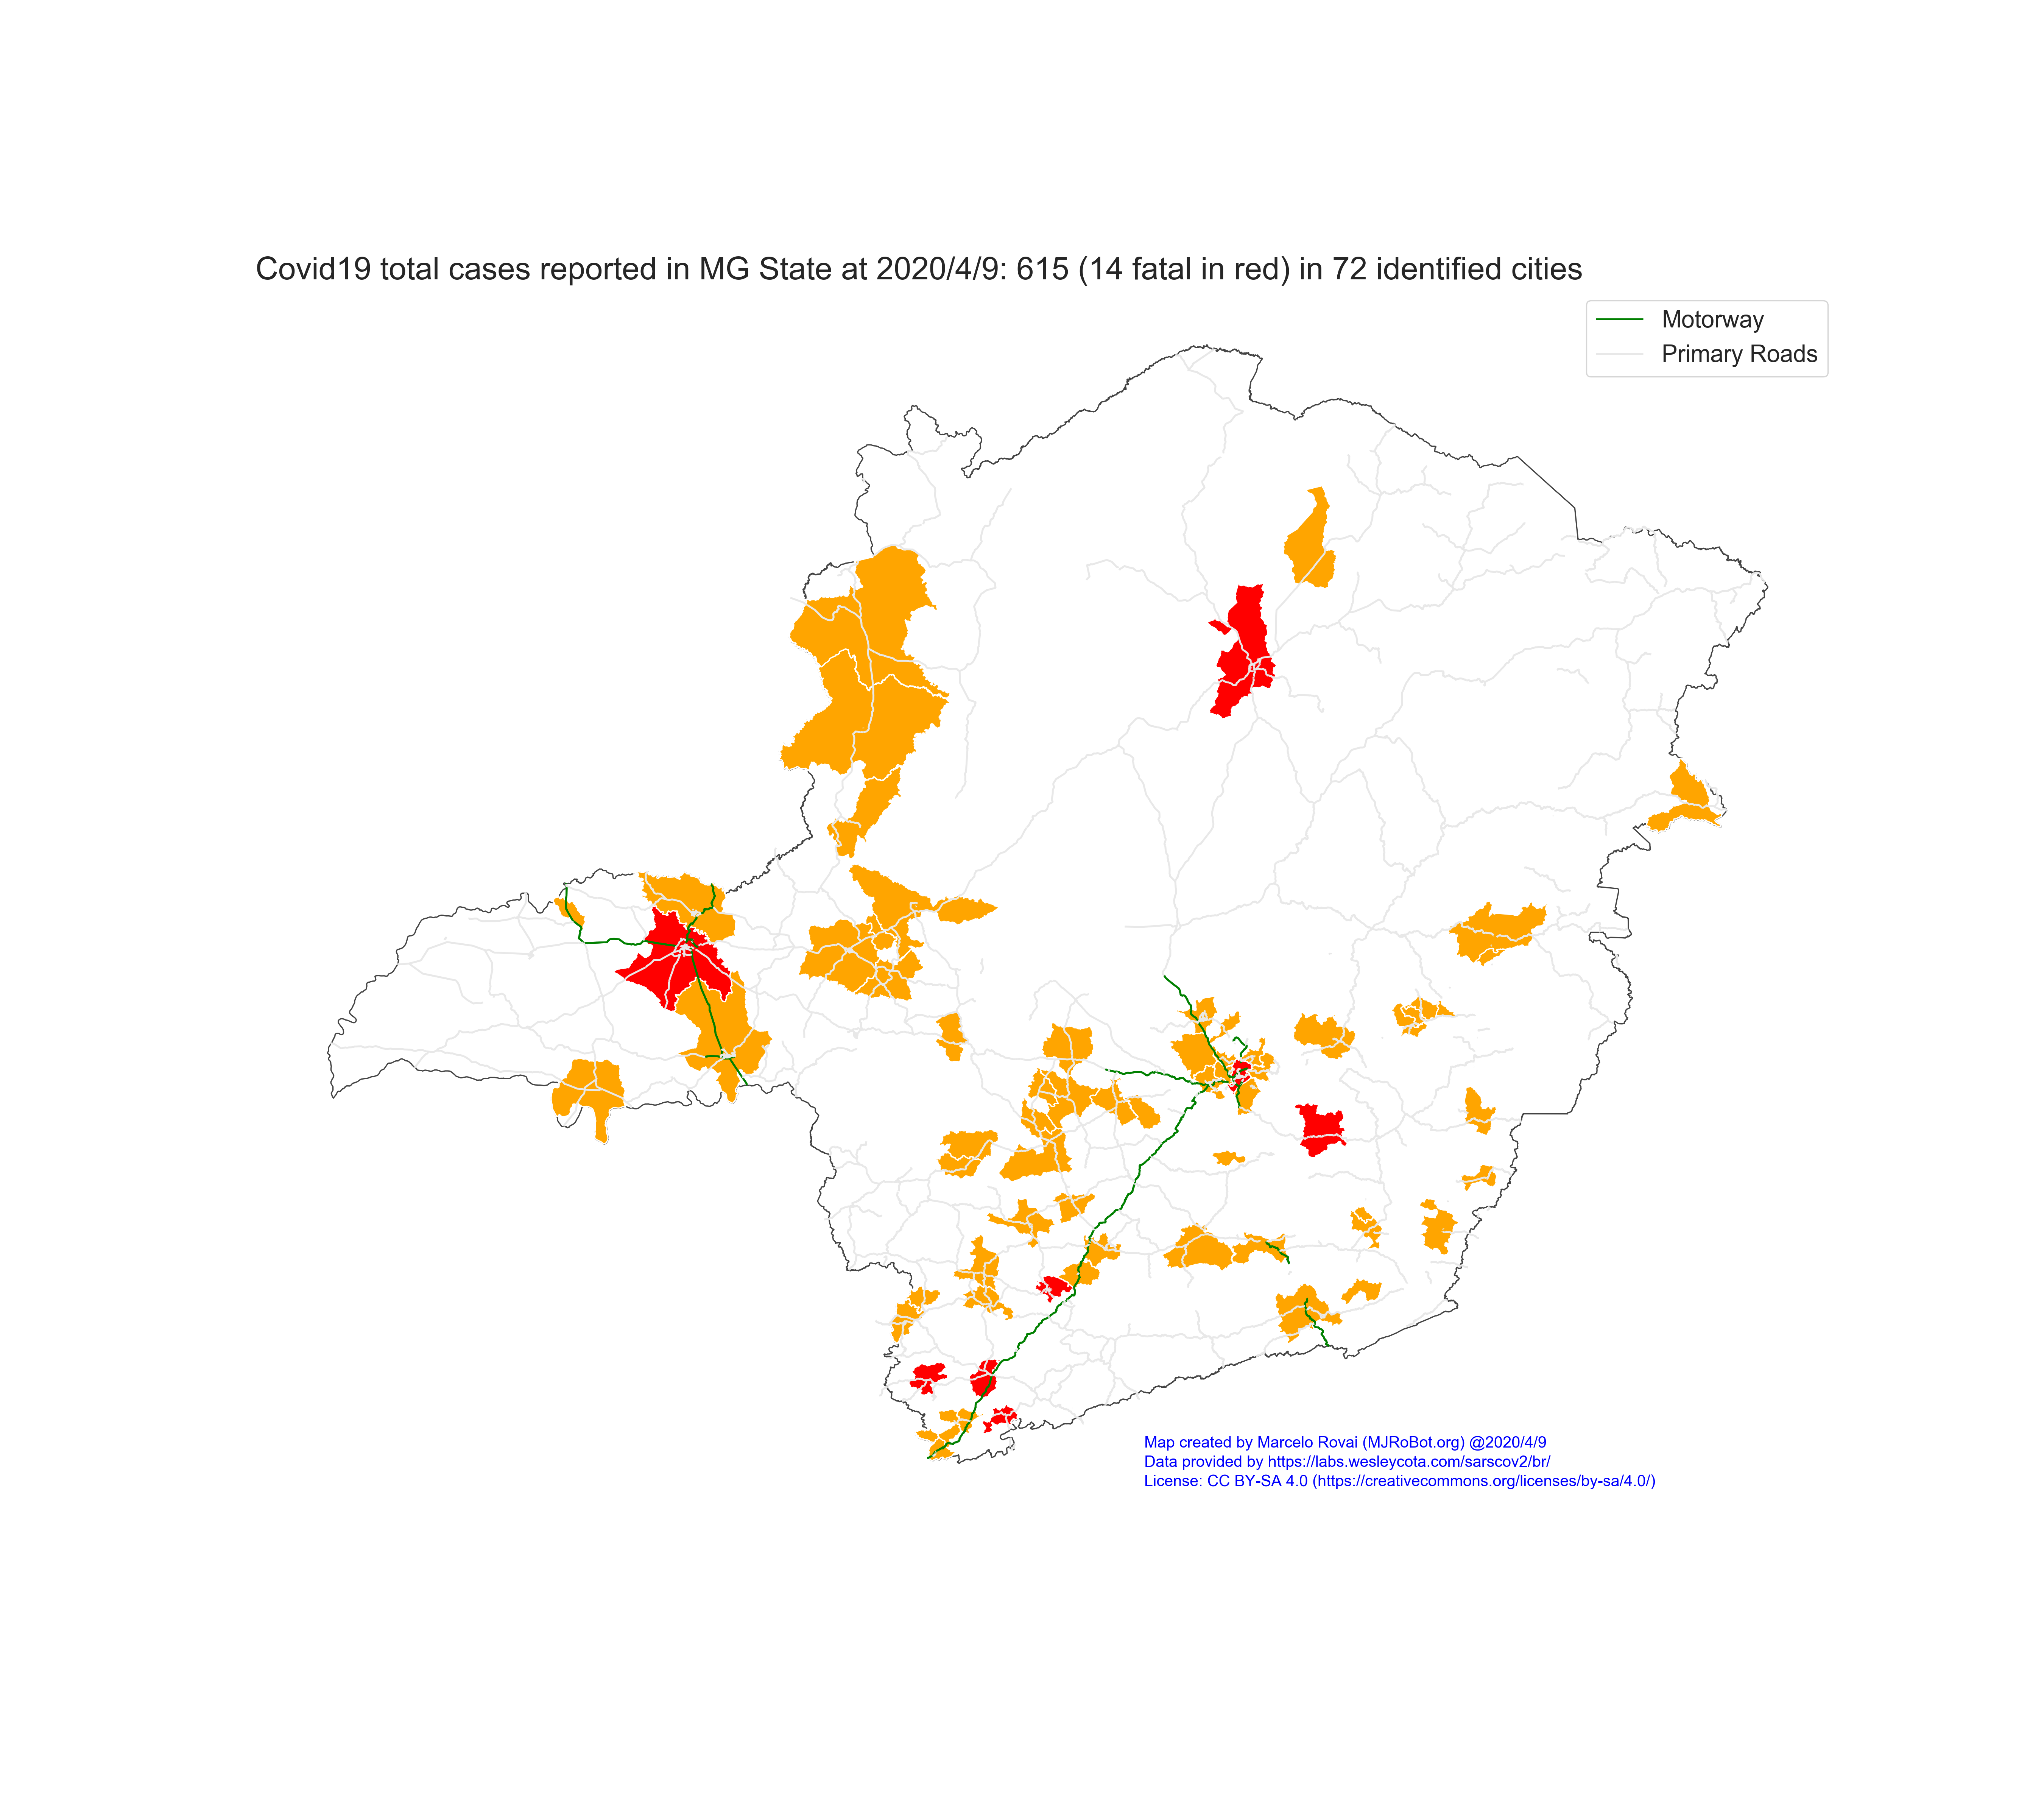 Covid19 total cases reported in MG State at 2020/4/9: 615 (14 fatal in red) in 72 identified cities
Motorway
Primary Roads
Map created by Marcelo Rovai (MJRoBot.org) @2020/4/9
Data provided by https://labs.wesleycota.com/sarscov2/br/
License: CC BY-SA 4.0 (https://creativecommons.org/licenses/by-sa/4.0/)